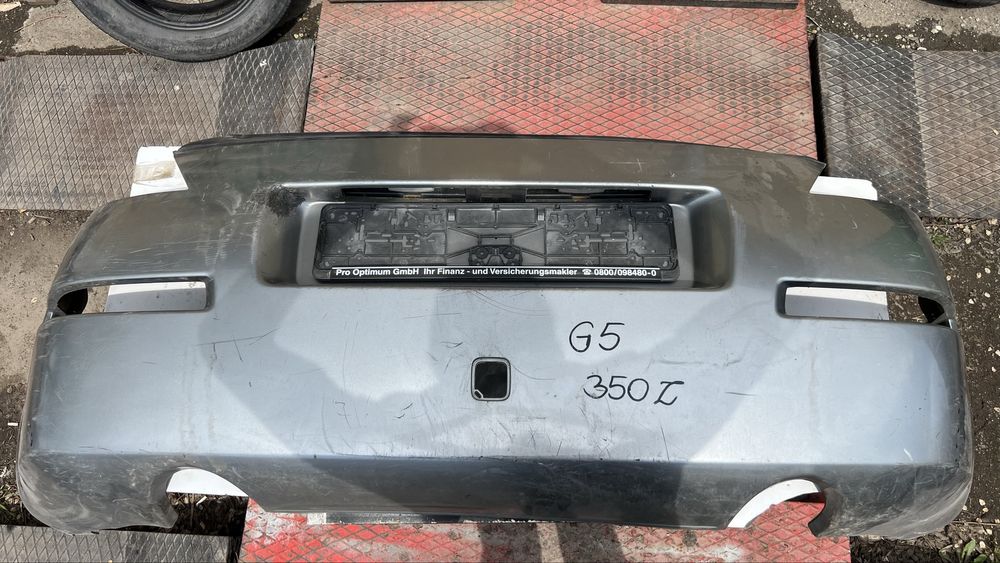 Pro Optimum GmbH Ihr Finanz - und Versicherungsmakler ☎ 0800/098480-0
G5
350Z